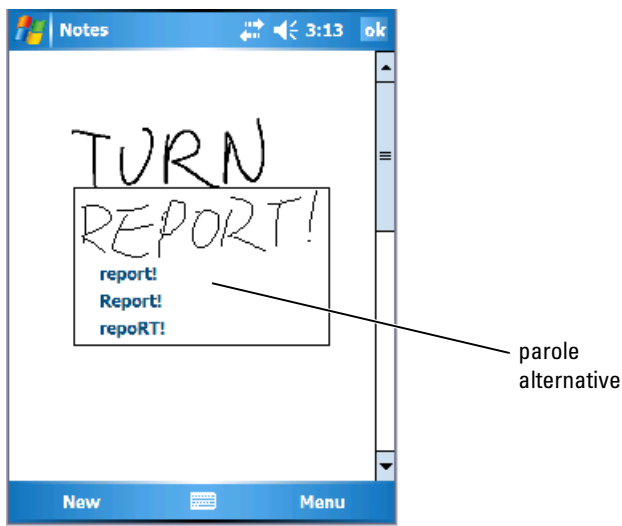 Notes 3:13 ok
TURN
REPORT!
report!
Report!
repoRT!
parole
alternative
New Menu